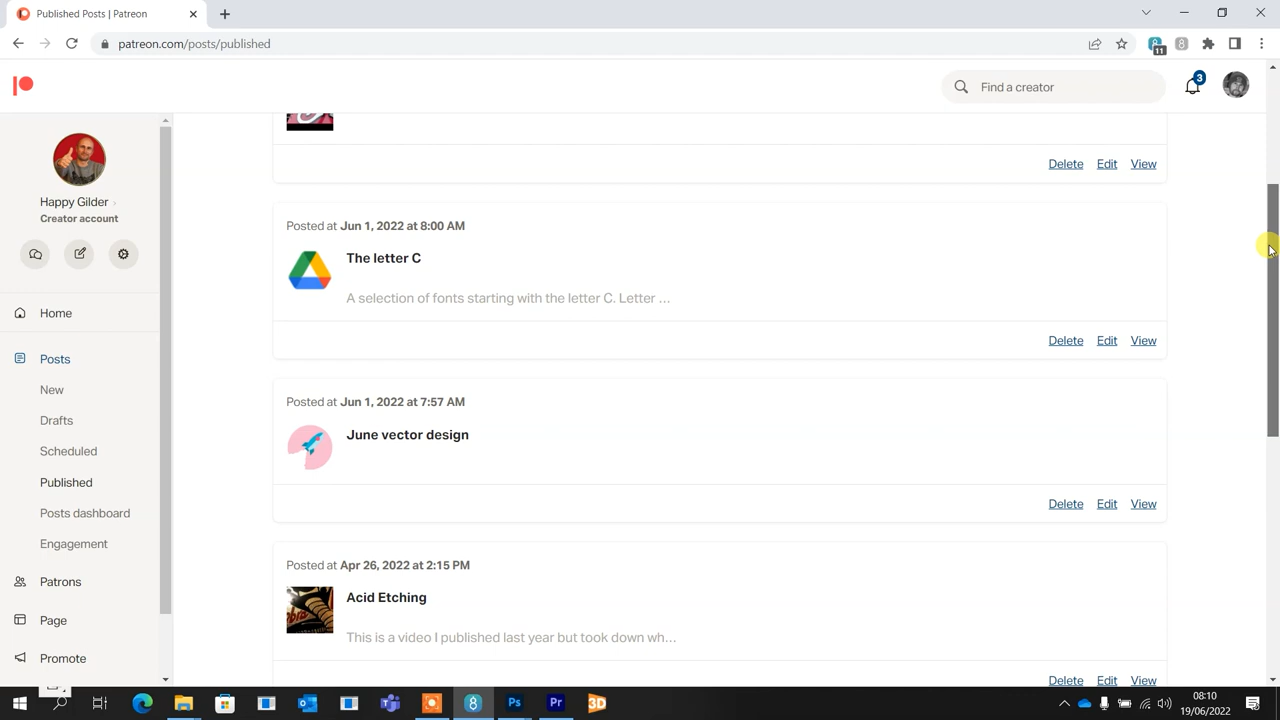 Published Posts | Patreon
patreon.com/posts/published
11
Find a creator
3
Happy Gilder
Creator account
Home
Posts
New
Drafts
Scheduled
Published
Posts dashboard
Engagement
Patrons
Page
Promote
Delete Edit View
Posted at Jun 1, 2022 at 8:00 AM
The letter C
A selection of fonts starting with the letter C. Letter …
Delete Edit View
Posted at Jun 1, 2022 at 7:57 AM
June vector design
Delete Edit View
Posted at Apr 26, 2022 at 2:15 PM
Acid Etching
This is a video I published last year but took down wh…
Delete Edit View
Ps
Pr
3D
08:10
19/06/2022